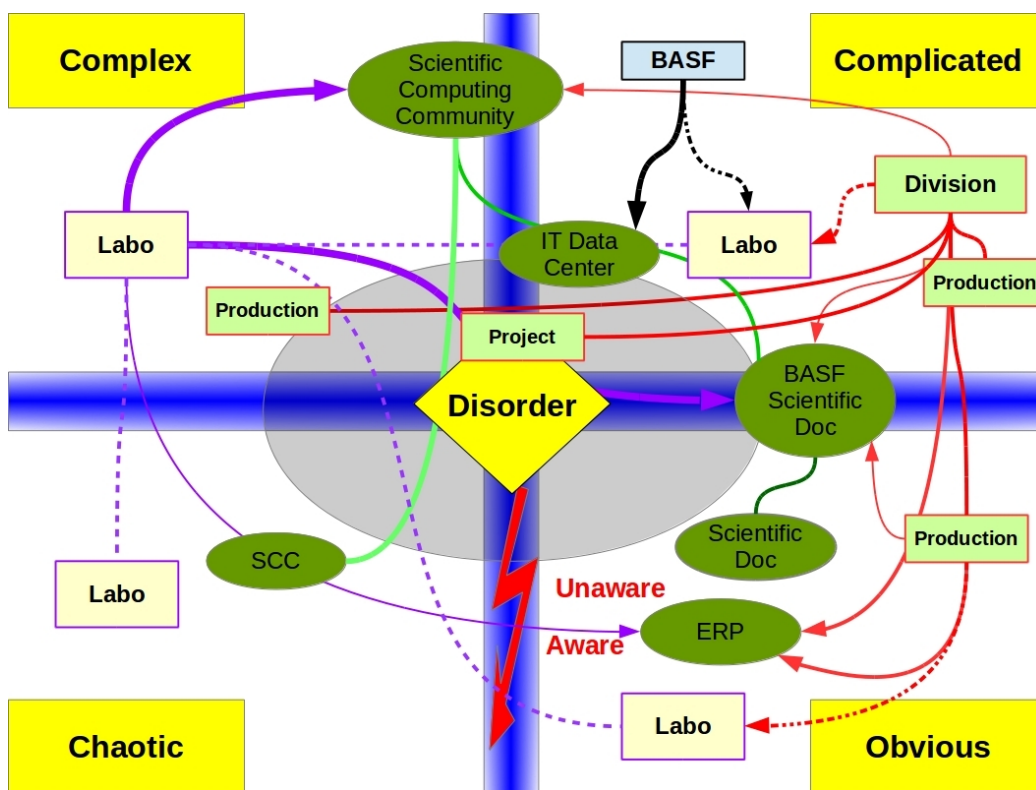 Complex
Scientific
Computing
Community
BASF
Complicated
Division
Labo
IT Data
Center
Labo
Production
Production
Project
Disorder
BASF
Scientific
Doc
Scientific
Doc
Production
SCC
Labo
Unaware
ERP
Aware
Labo
Chaotic
Obvious